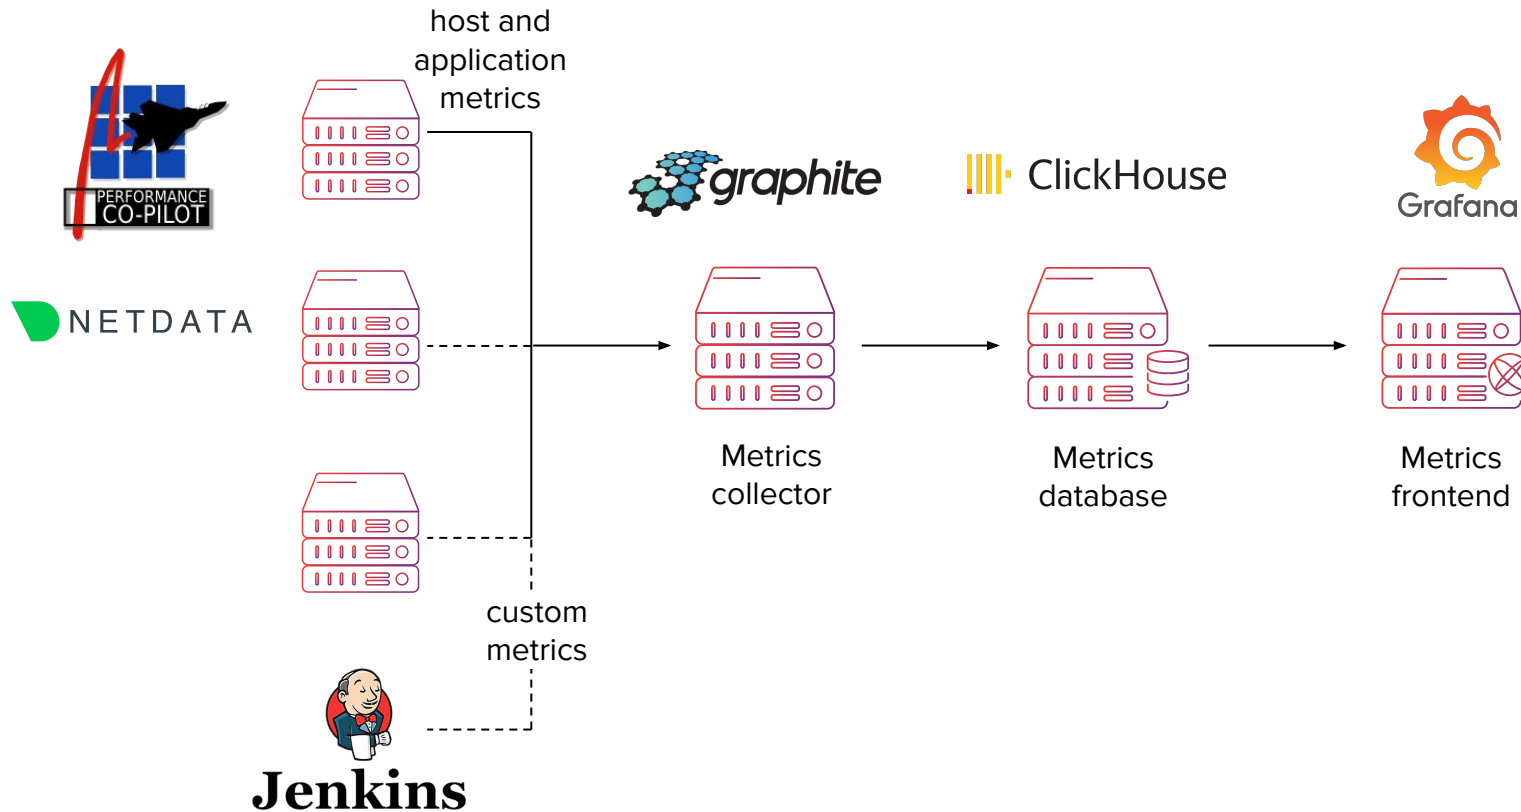 host and
application
metrics
PERFORMANCE
CO-PILOT
graphite
ClickHouse
Grafana
NETDATA
Metrics
collector
Metrics
database
Metrics
frontend
custom
metrics
Jenkins